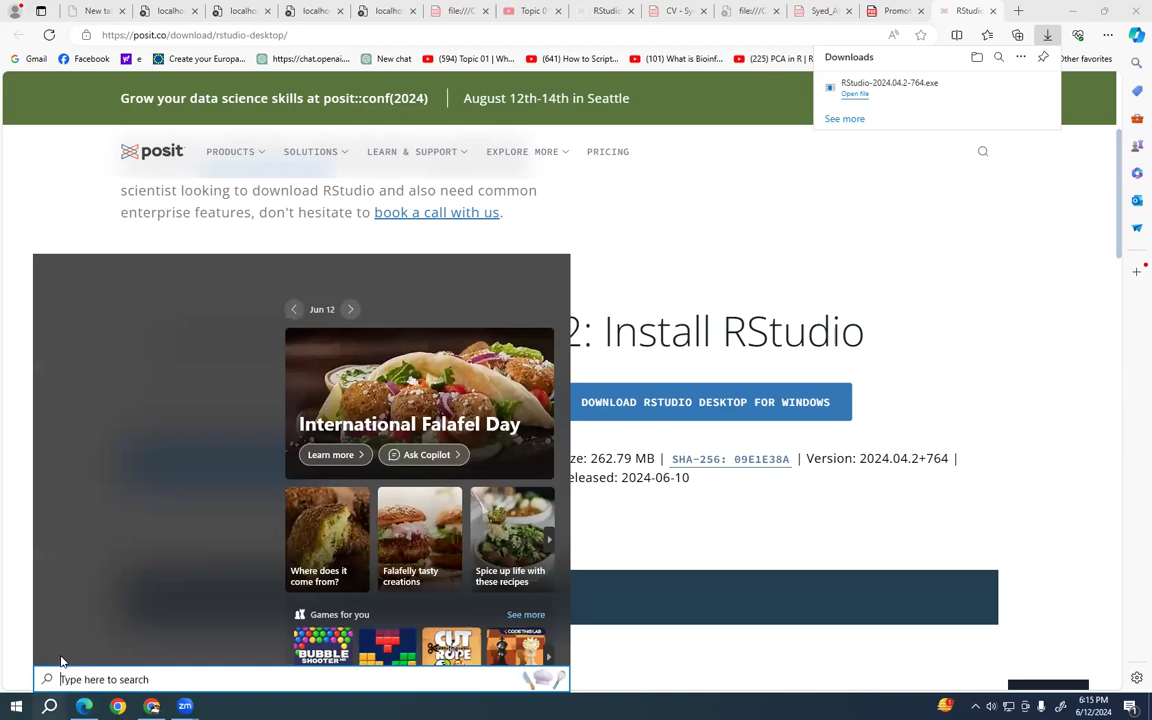 New tab
localho
localho
localho
localho
file:///C
Topic 0
RStudio
CV - Sy
file:///C
Syed_A
Promot
RStudio
https://posit.co/download/rstudio-desktop/
Gmail
Facebook
e
Create your Europa...
https://chat.openai....
New chat
(594) Topic 01 | Wh...
(641) How to Script...
(101) What is Bioinf...
(225) PCA in R | R
Other favorites
Downloads
RStudio-2024.04.2-764.exe
Open file
See more
Grow your data science skills at posit::conf(2024)
August 12th-14th in Seattle
posit
PRODUCTS
SOLUTIONS
LEARN & SUPPORT
EXPLORE MORE
PRICING
scientist looking to download RStudio and also need common
enterprise features, don't hesitate to book a call with us.
2: Install RStudio
DOWNLOAD RSTUDIO DESKTOP FOR WINDOWS
ze: 262.79 MB | SHA-256: 09E1E38A | Version: 2024.04.2+764 |
eleased: 2024-06-10
Jun 12
International Falafel Day
Learn more
Ask Copilot
Where does it
come from?
Falafelly tasty
creations
Spice up life with
these recipes
Games for you
See more
BUBBLE
SHOOTER
CUT
ROPE
CODETHISLAB
Type here to search
6:15 PM
6/12/2024